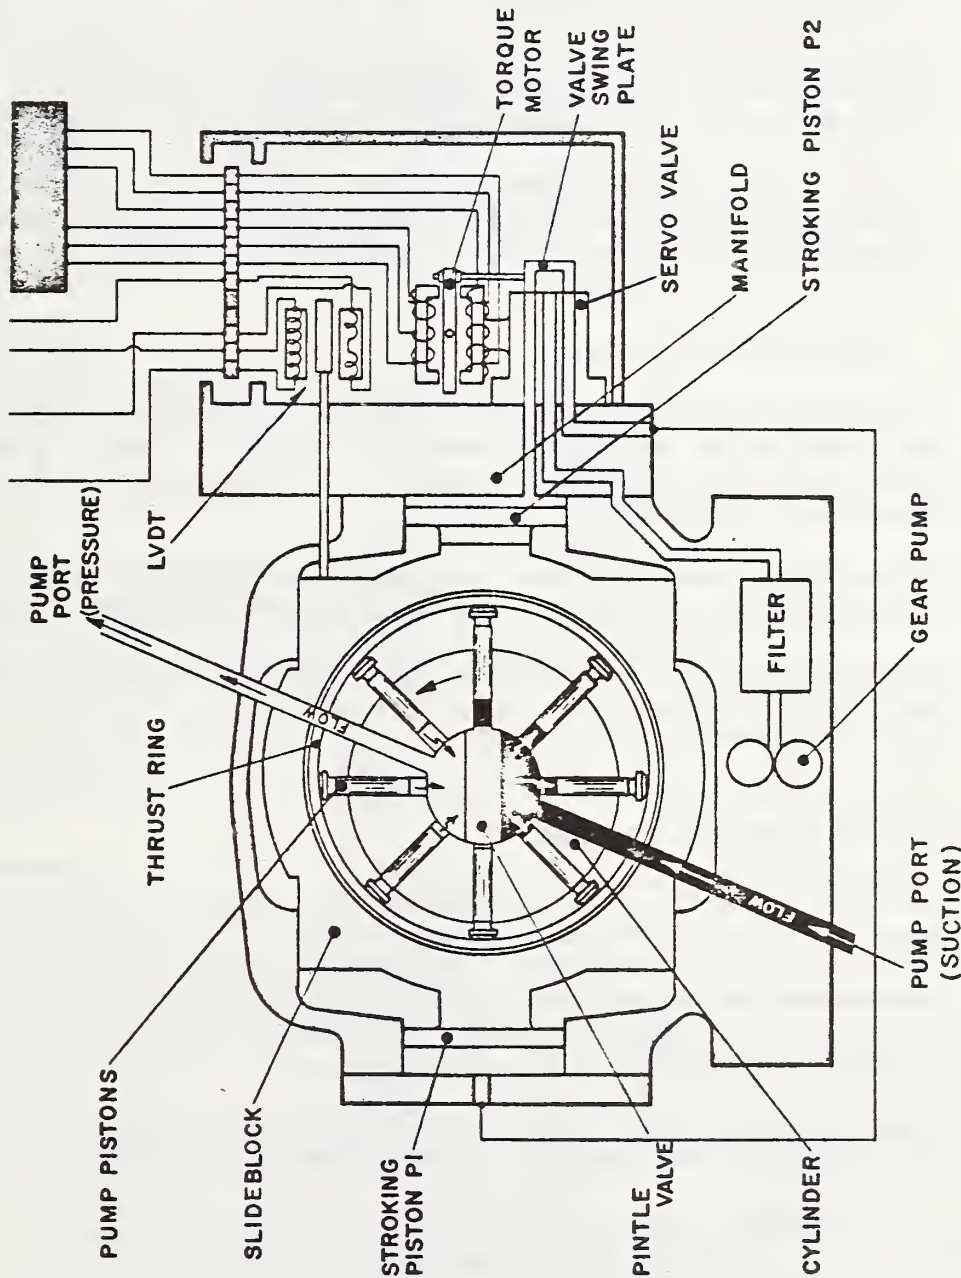 PUMP PISTONS
SLIDEBLOCK
STROKING
PISTON P1
PINTLE
VALVE
CYLINDER
THRUST RING
PUMP
PORT
(PRESSURE)
LVDT
FLOW
FLOW
PUMP PORT
(SUCTION)
FILTER
GEAR PUMP
TORQUE
MOTOR
VALVE
SWING
PLATE
SERVO VALVE
MANIFOLD
STROKING PISTON P2